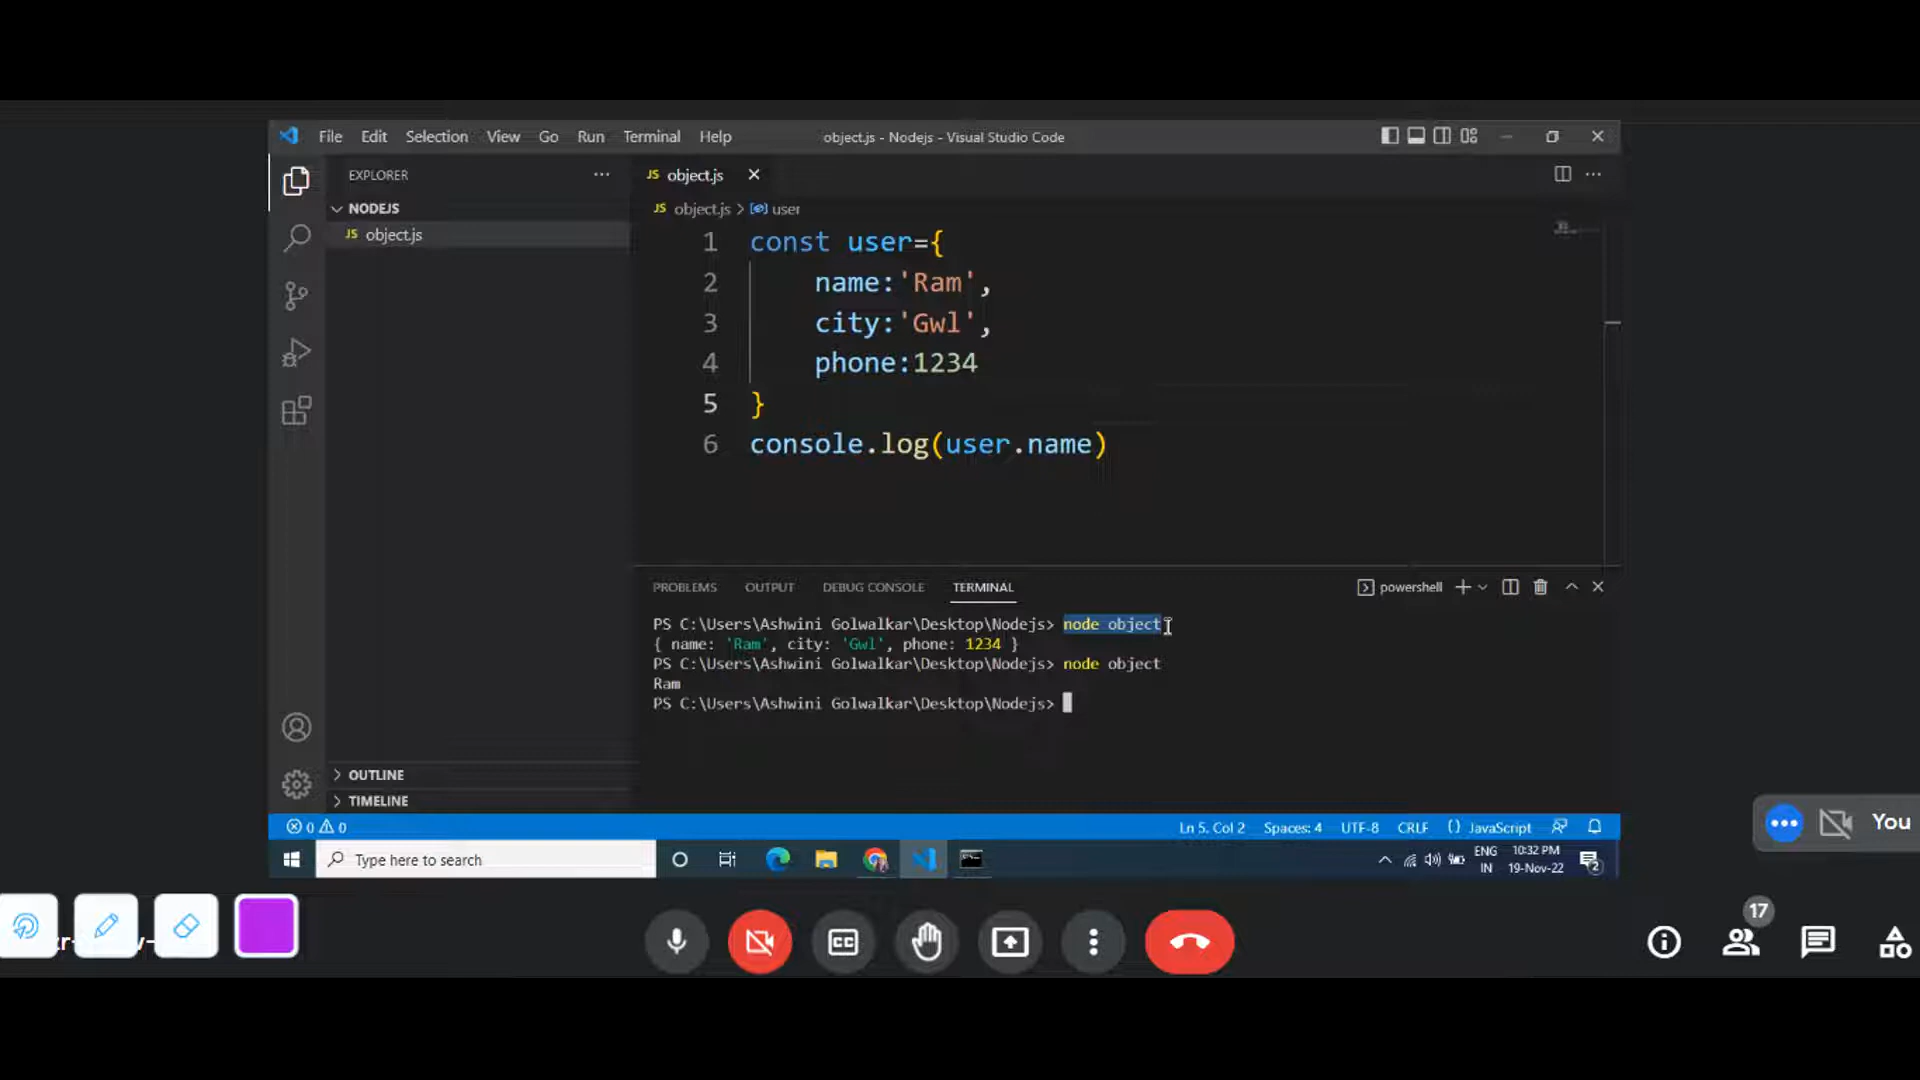 File Edit Selection View Go Run Terminal Help object.js - Nodejs - Visual Studio Code
EXPLORER
NODEJS
JS object.js
JS object.js
JS object.js > user
1 const user={
2 name:'Ram',
3 city:'Gwl',
4 phone:1234
5 }
6 console.log(user.name)
PROBLEMS OUTPUT DEBUG CONSOLE TERMINAL powershell
PS C:\Users\Ashwini Golwalkar\Desktop\Nodejs> node object
{ name: 'Ram', city: 'Gwl', phone: 1234 }
PS C:\Users\Ashwini Golwalkar\Desktop\Nodejs> node object
Ram
PS C:\Users\Ashwini Golwalkar\Desktop\Nodejs>
OUTLINE
TIMELINE
0 0 Ln 5, Col 2 Spaces: 4 UTF-8 CRLF JavaScript
Type here to search
ENG
IN
10:32 PM
19-Nov-22
2
You
CC
17